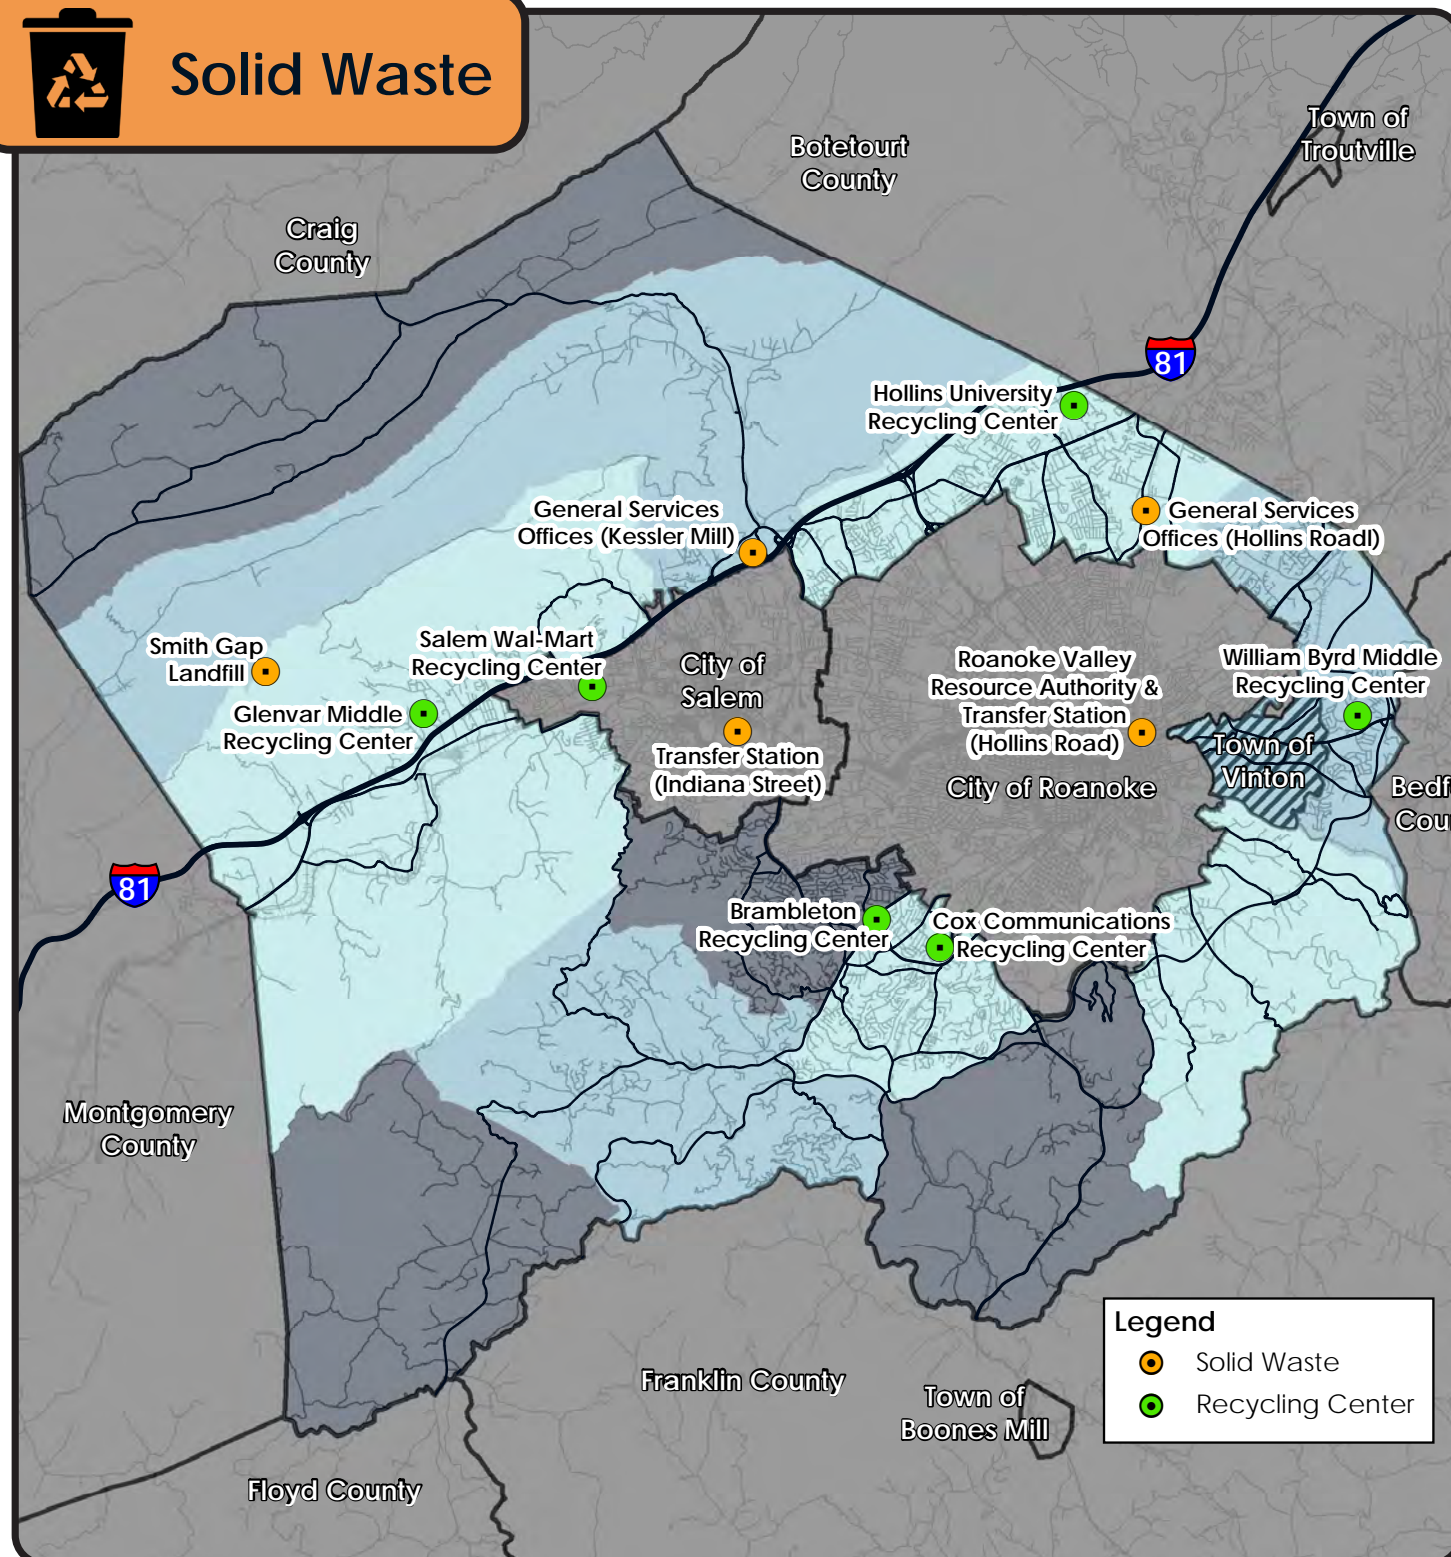 Solid Waste
Town of
Troutville
Botetourt
County
Craig
County
81
Hollins University
Recycling Center
General Services
Offices (Kessler Mill)
General Services
Offices (Hollins Roadl)
Smith Gap
Landfill
Salem Wal-Mart
Recycling Center
City of
Salem
Roanoke Valley
Resource Authority &
Transfer Station
(Hollins Road)
William Byrd Middle
Recycling Center
Glenvar Middle
Recycling Center
Transfer Station
(Indiana Street)
Town of
Vinton
City of Roanoke
81
Brambleton
Recycling Center
Cox Communications
Recycling Center
Montgomery
County
Legend
Solid Waste
Recycling Center
Franklin County
Town of
Boones Mill
Floyd County